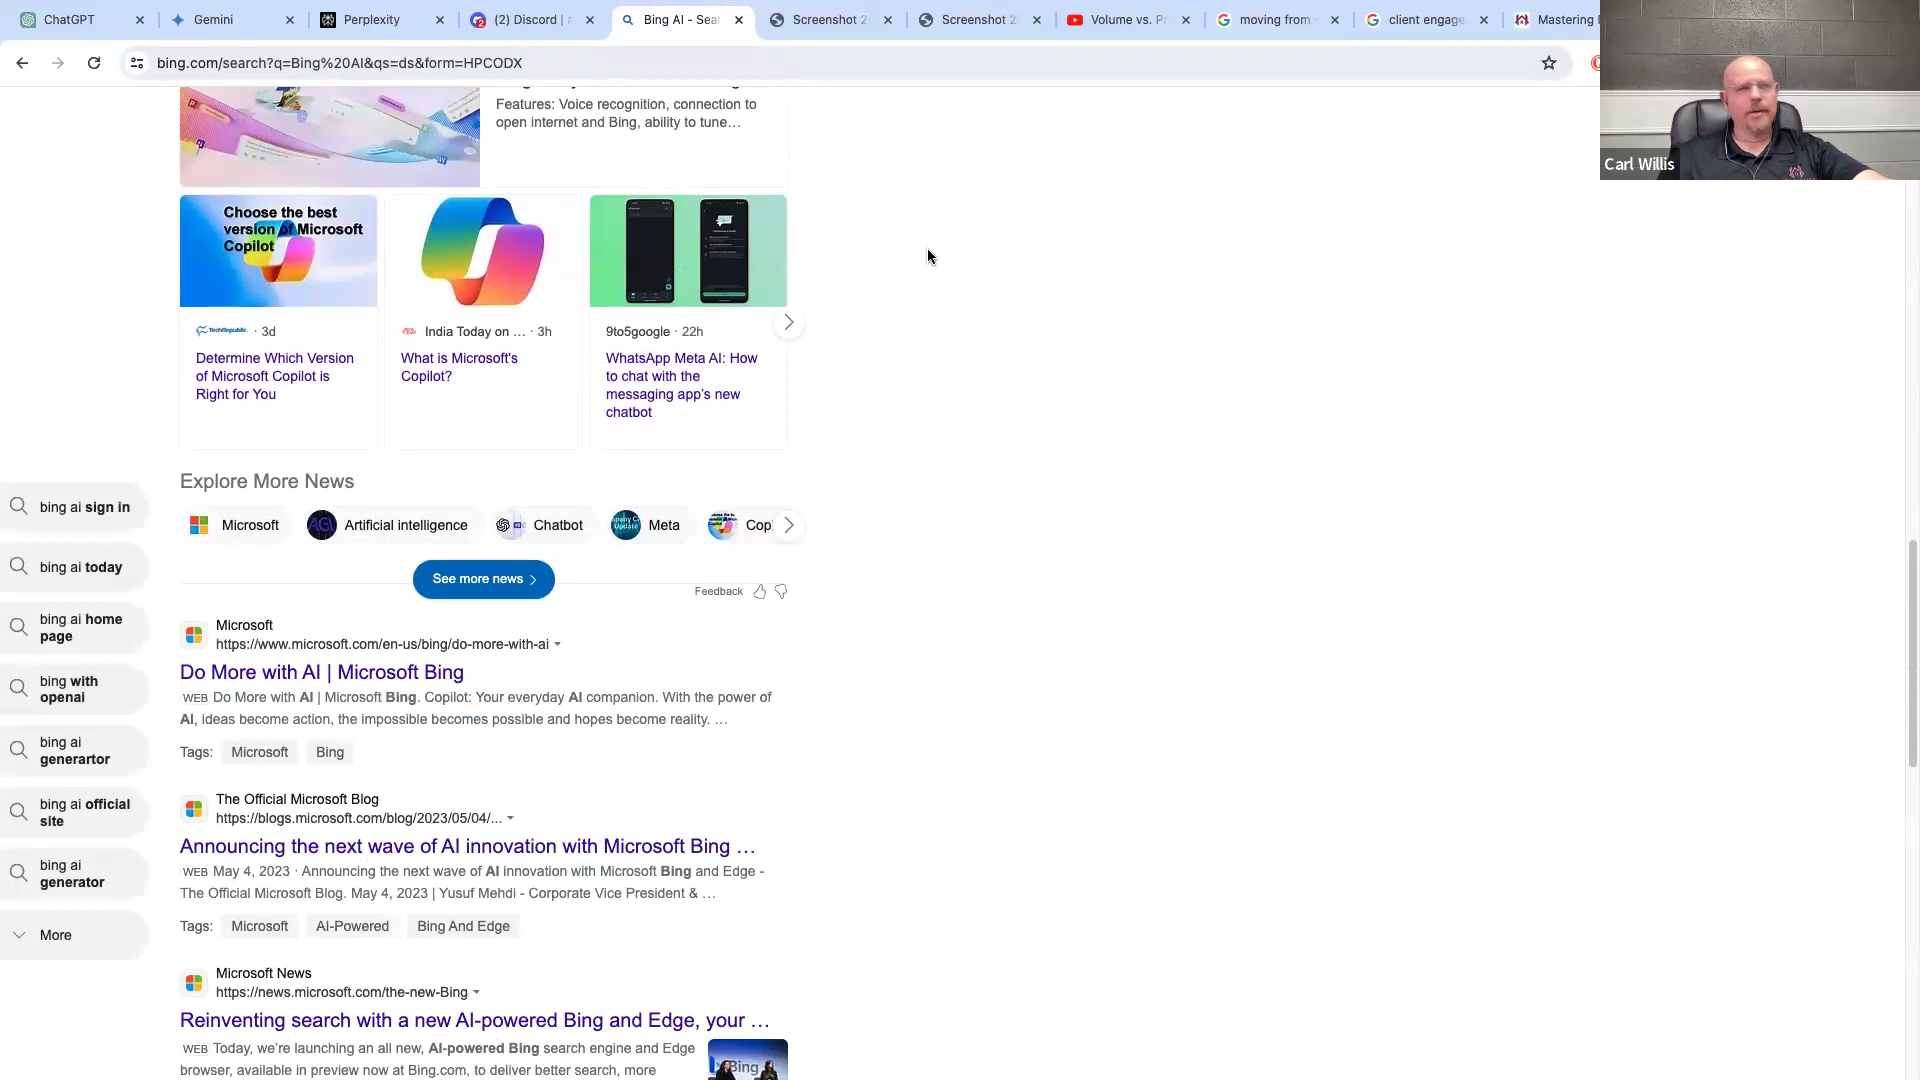 ChatGPT
Gemini
Perplexity
(2) Discord |
Bing AI - Sear
Screenshot 2
Screenshot 2
Volume vs. Pr
moving from
client engage
Mastering
bing.com/search?q=Bing%20AI&qs=ds&form=HPCODX
Carl Willis
Features: Voice recognition, connection to
open internet and Bing, ability to tune…
Choose the best
version of Microsoft
Copilot
TechRepublic. · 3d
Determine Which Version
of Microsoft Copilot is
Right for You
India Today on … · 3h
What is Microsoft's
Copilot?
9to5google · 22h
WhatsApp Meta AI: How
to chat with the
messaging app's new
chatbot
Explore More News
Microsoft
Artificial intelligence
Chatbot
Meta
Cop
See more news
Feedback
bing ai sign in
bing ai today
bing ai home
page
bing with
openai
bing ai
generartor
bing ai official
site
bing ai
generator
More
Microsoft
https://www.microsoft.com/en-us/bing/do-more-with-ai
Do More with AI | Microsoft Bing
WEB Do More with AI | Microsoft Bing. Copilot: Your everyday AI companion. With the power of
AI, ideas become action, the impossible becomes possible and hopes become reality. …
Tags: Microsoft Bing
The Official Microsoft Blog
https://blogs.microsoft.com/blog/2023/05/04/...
Announcing the next wave of AI innovation with Microsoft Bing …
WEB May 4, 2023 · Announcing the next wave of AI innovation with Microsoft Bing and Edge -
The Official Microsoft Blog. May 4, 2023 | Yusuf Mehdi - Corporate Vice President & …
Tags: Microsoft AI-Powered Bing And Edge
Microsoft News
https://news.microsoft.com/the-new-Bing
Reinventing search with a new AI-powered Bing and Edge, your …
WEB Today, we're launching an all new, AI-powered Bing search engine and Edge
browser, available in preview now at Bing.com, to deliver better search, more
Bing